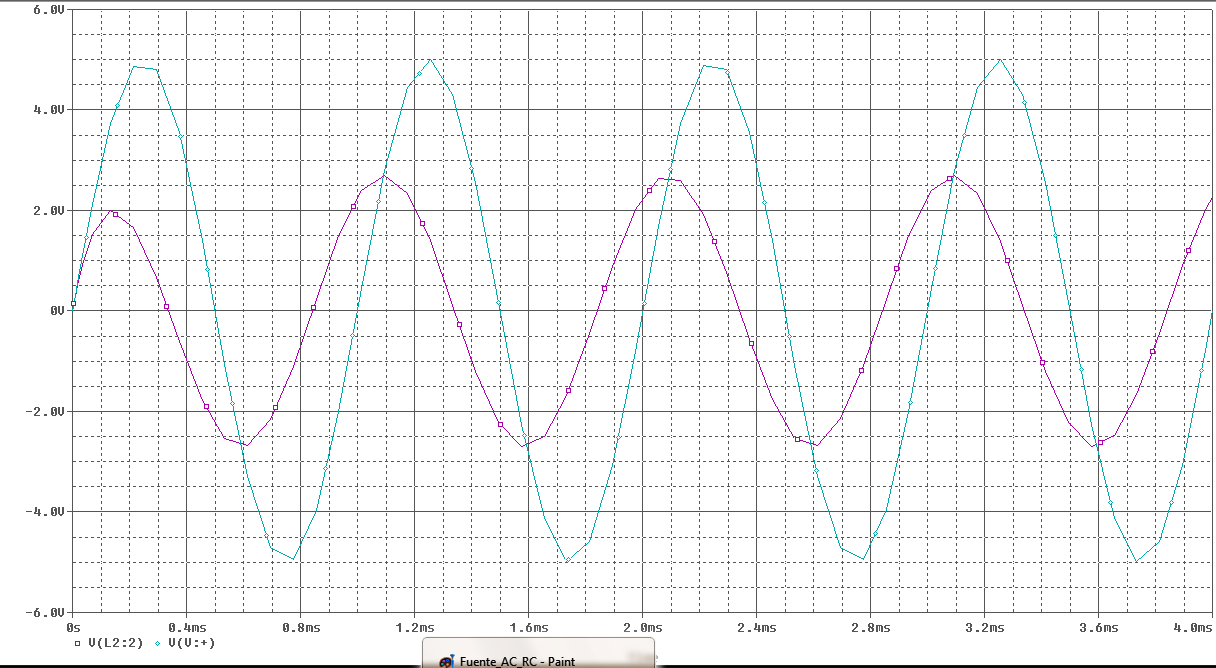 6.0V
4.0V
2.0V
0V
-2.0V
-4.0V
-6.0V
0s 0.4ms 0.8ms 1.2ms 1.6ms 2.0ms 2.4ms 2.8ms 3.2ms 3.6ms 4.0ms
V(L2:2) V(V:+)
Fuente_AC_RC - Paint